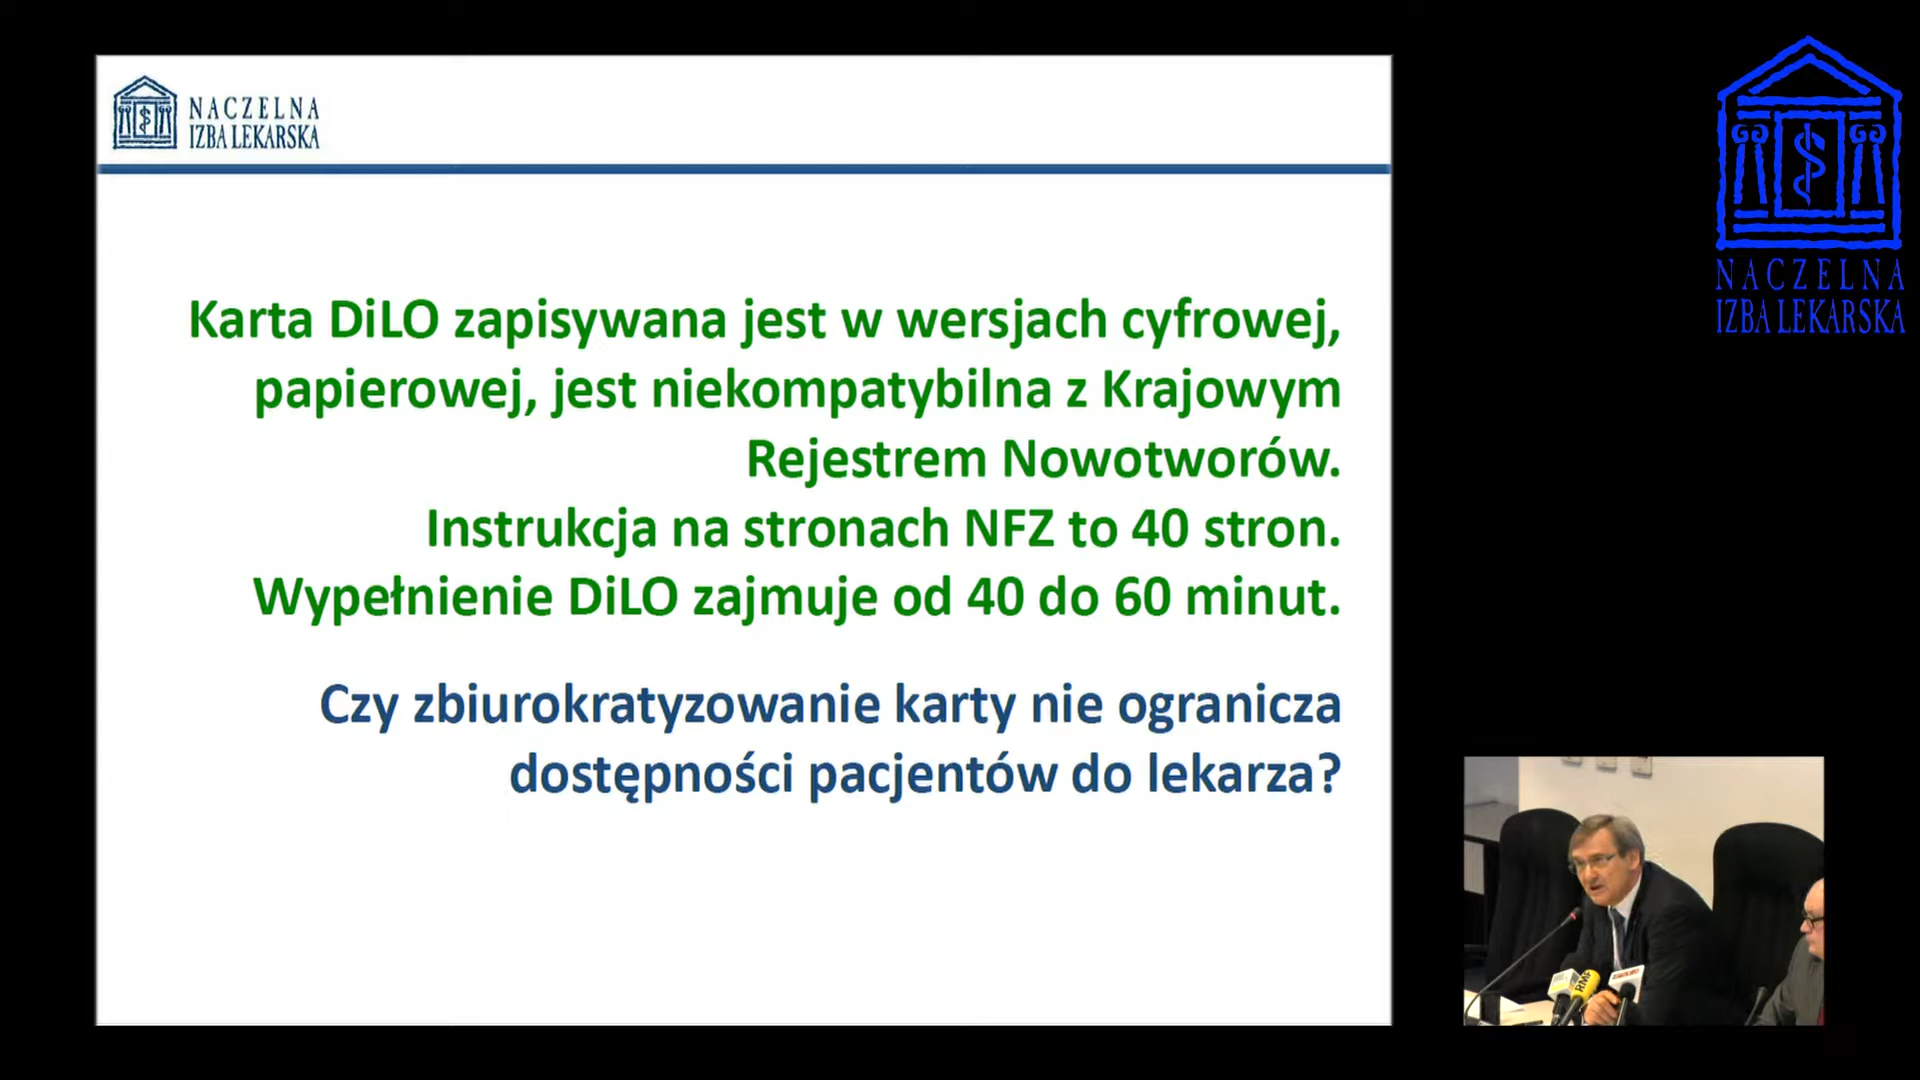 NACZELNA
IZBA LEKARSKA
Karta DiLO zapisywana jest w wersjach cyfrowej,
papierowej, jest niekompatybilna z Krajowym
Rejestrem Nowotworów.
Instrukcja na stronach NFZ to 40 stron.
Wypełnienie DiLO zajmuje od 40 do 60 minut.
Czy zbiurokratyzowanie karty nie ogranicza
dostępności pacjentów do lekarza?
NACZELNA
IZBA LEKARSKA
RMF